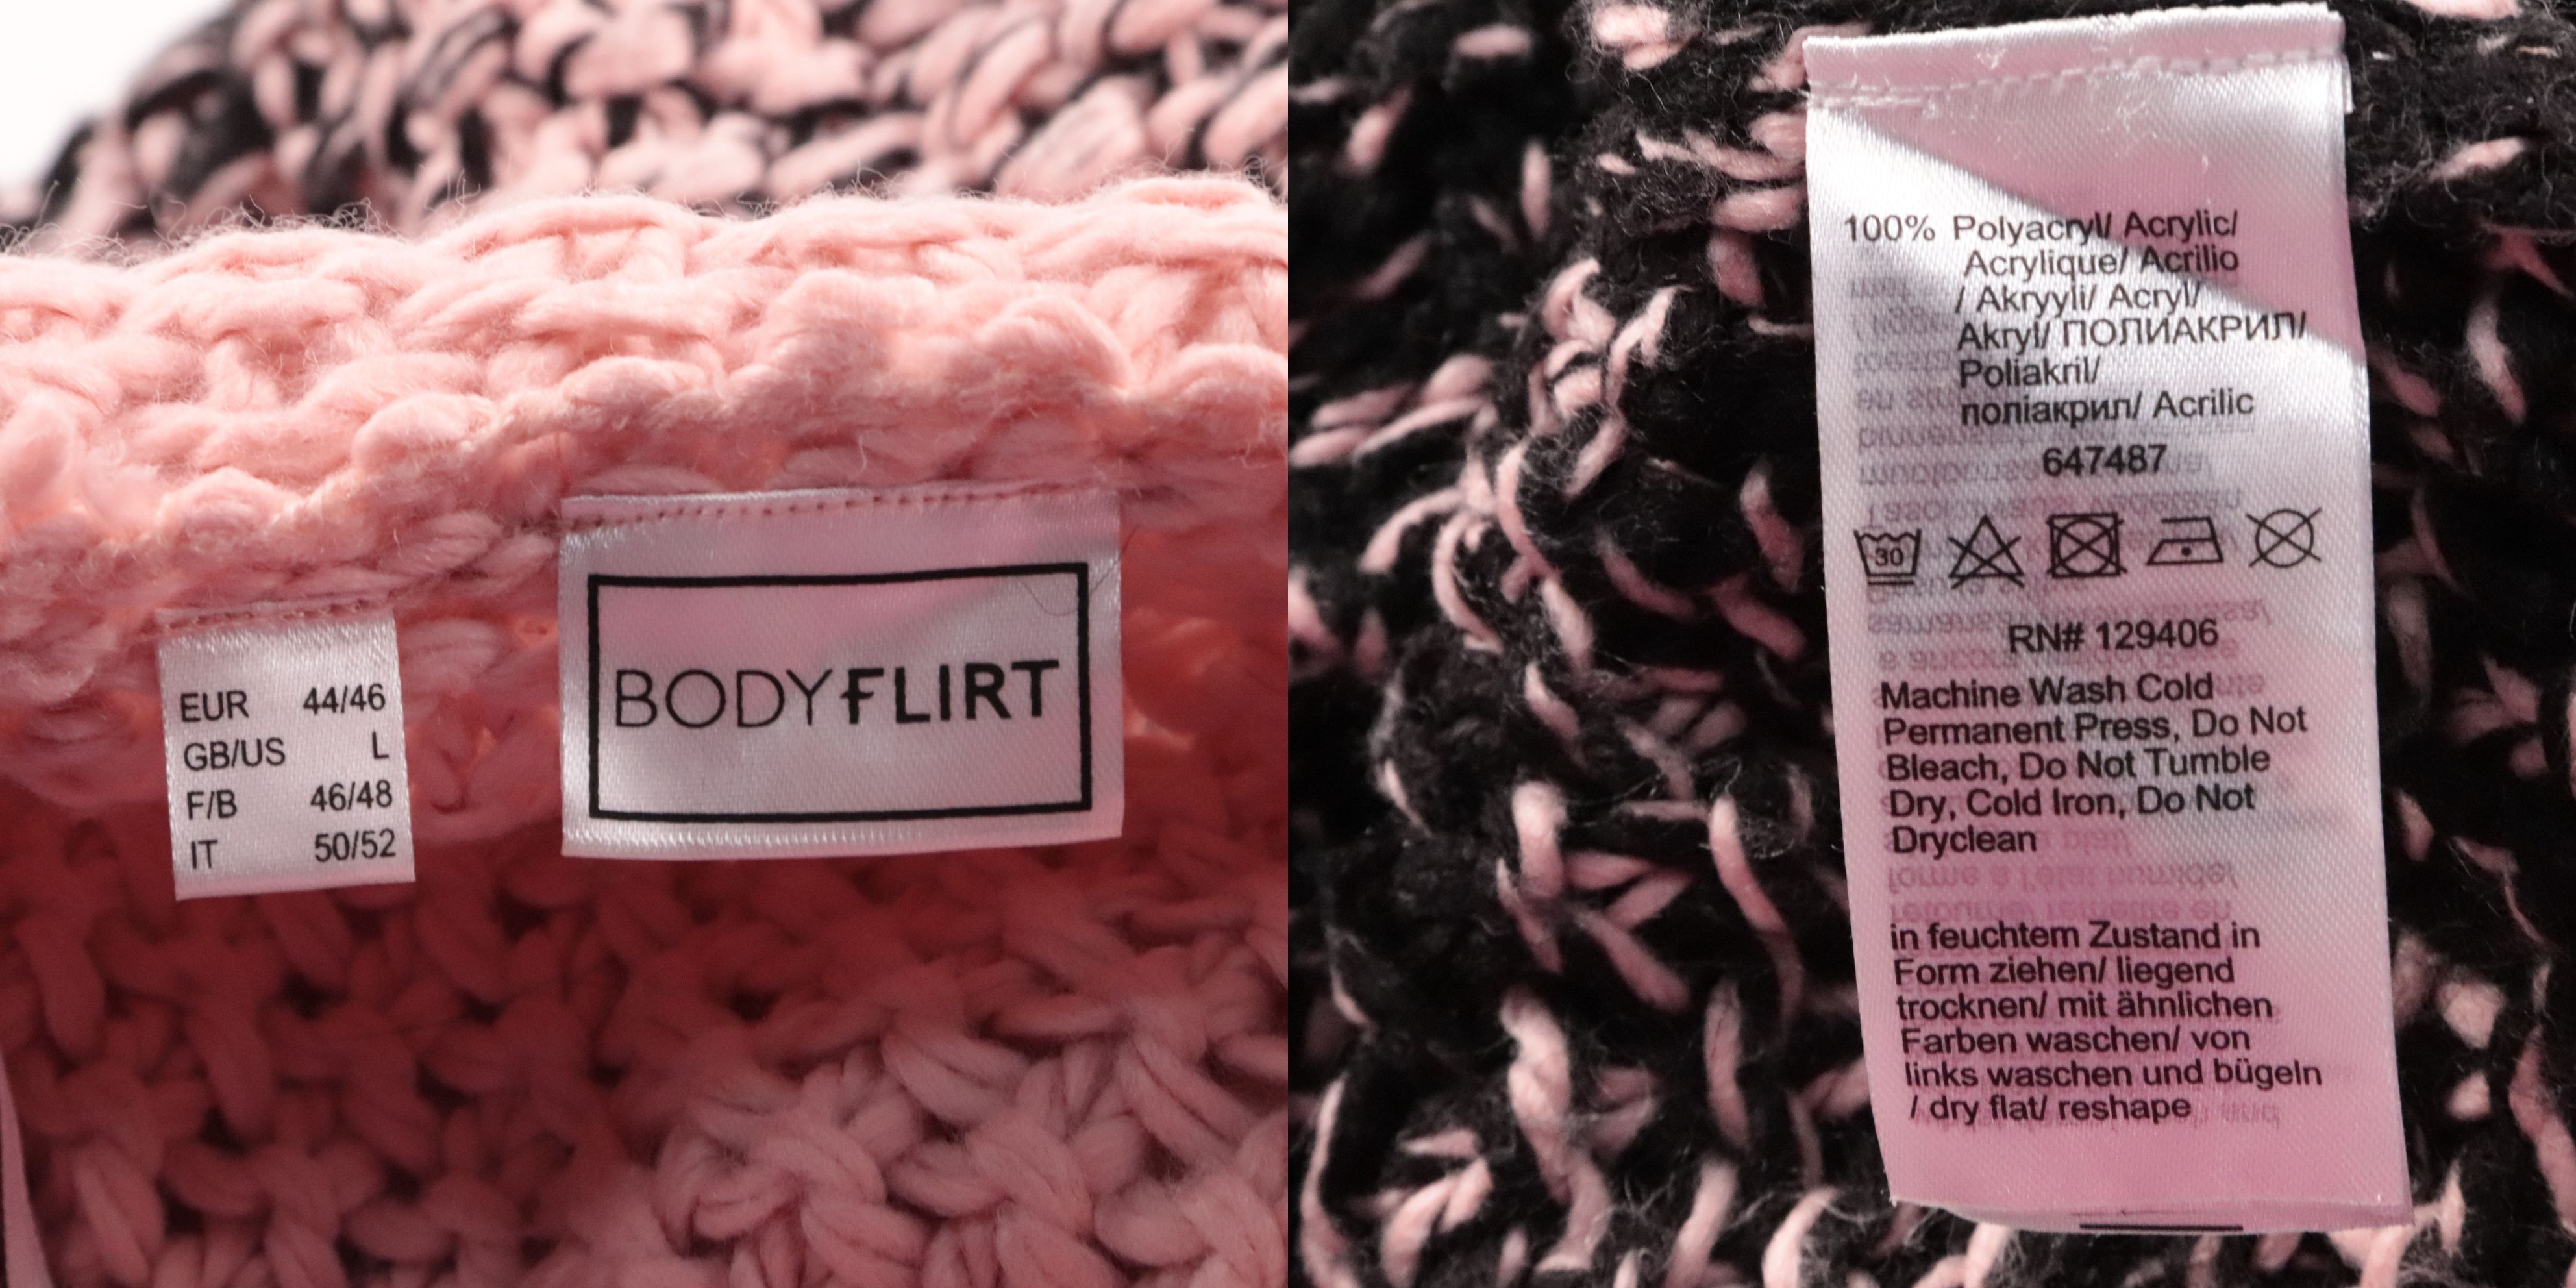 EUR 44/46
GB/US L
F/B 46/48
IT 50/52
BODYFLIRT
100% Polyacryl/ Acrylic/
Acrylique/ Acrilio
/ Akryyli/ Acryl/
Akryl/ ПОЛИАКРИЛ/
Poliakril/
поліакрил/ Acrilic
647487
30
RN# 129406
Machine Wash Cold
Permanent Press, Do Not
Bleach, Do Not Tumble
Dry, Cold Iron, Do Not
Dryclean
in feuchtem Zustand in
Form ziehen/ liegend
trocknen/ mit ähnlichen
Farben waschen/ von
links waschen und bügeln
/ dry flat/ reshape